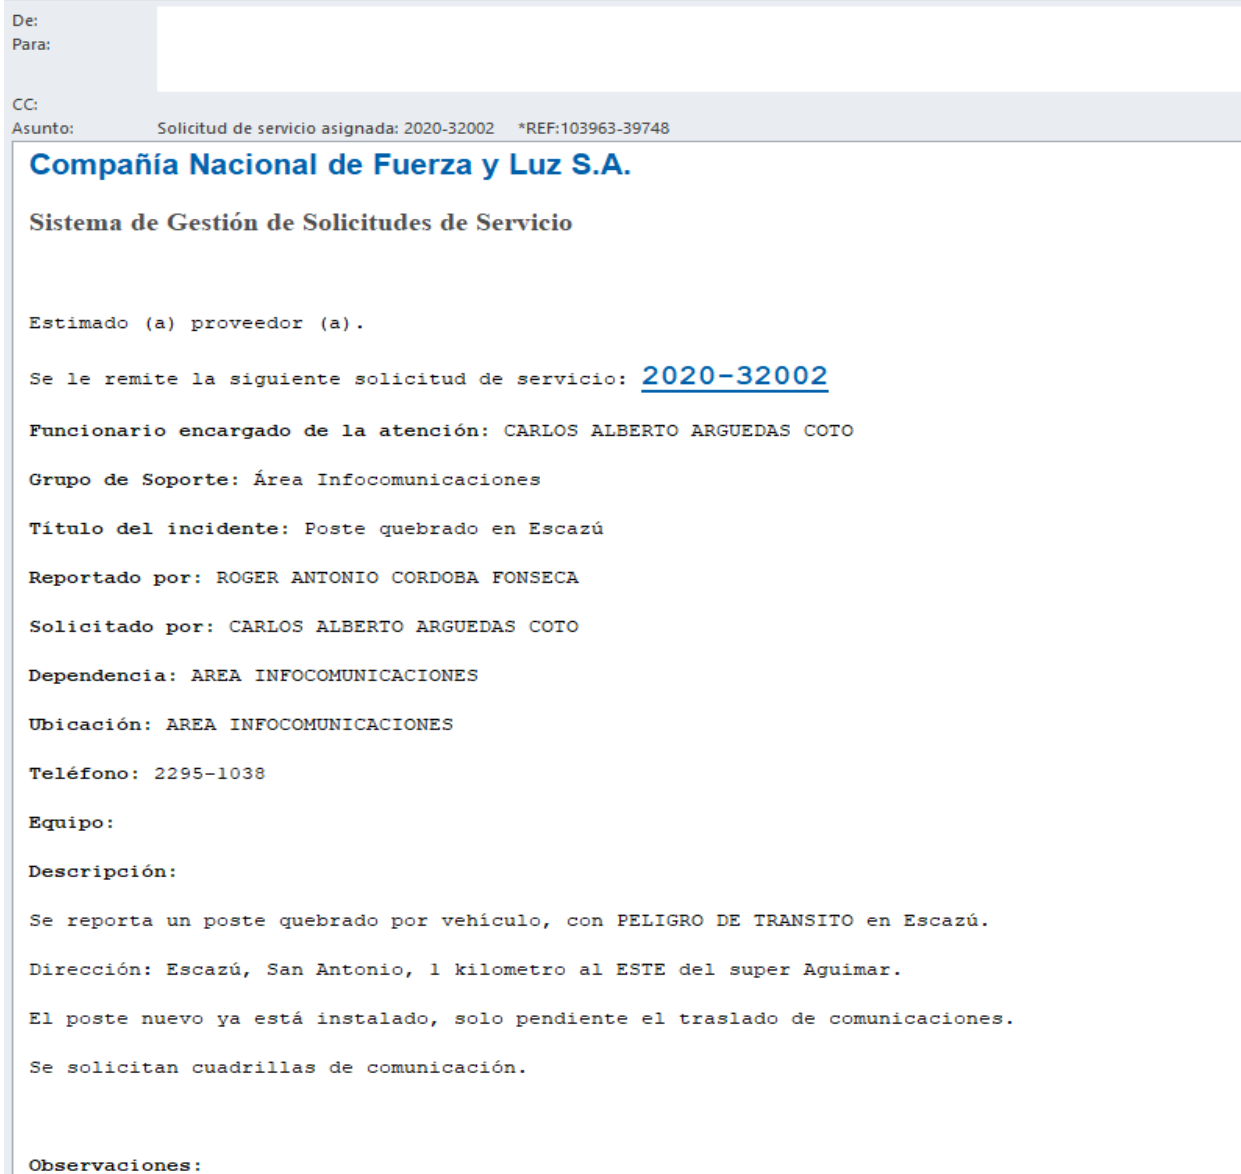 De:
Para:
CC:
Asunto: Solicitud de servicio asignada: 2020-32002 *REF:103963-39748
Compañía Nacional de Fuerza y Luz S.A.
Sistema de Gestión de Solicitudes de Servicio
Estimado (a) proveedor (a).
Se le remite la siguiente solicitud de servicio: 2020-32002
Funcionario encargado de la atención: CARLOS ALBERTO ARGUEDAS COTO
Grupo de Soporte: Área Infocomunicaciones
Título del incidente: Poste quebrado en Escazú
Reportado por: ROGER ANTONIO CORDOBA FONSECA
Solicitado por: CARLOS ALBERTO ARGUEDAS COTO
Dependencia: AREA INFOCOMUNICACIONES
Ubicación: AREA INFOCOMUNICACIONES
Teléfono: 2295-1038
Equipo:
Descripción:
Se reporta un poste quebrado por vehículo, con PELIGRO DE TRANSITO en Escazú.
Dirección: Escazú, San Antonio, 1 kilometro al ESTE del super Aguimar.
El poste nuevo ya está instalado, solo pendiente el traslado de comunicaciones.
Se solicitan cuadrillas de comunicación.
Observaciones: